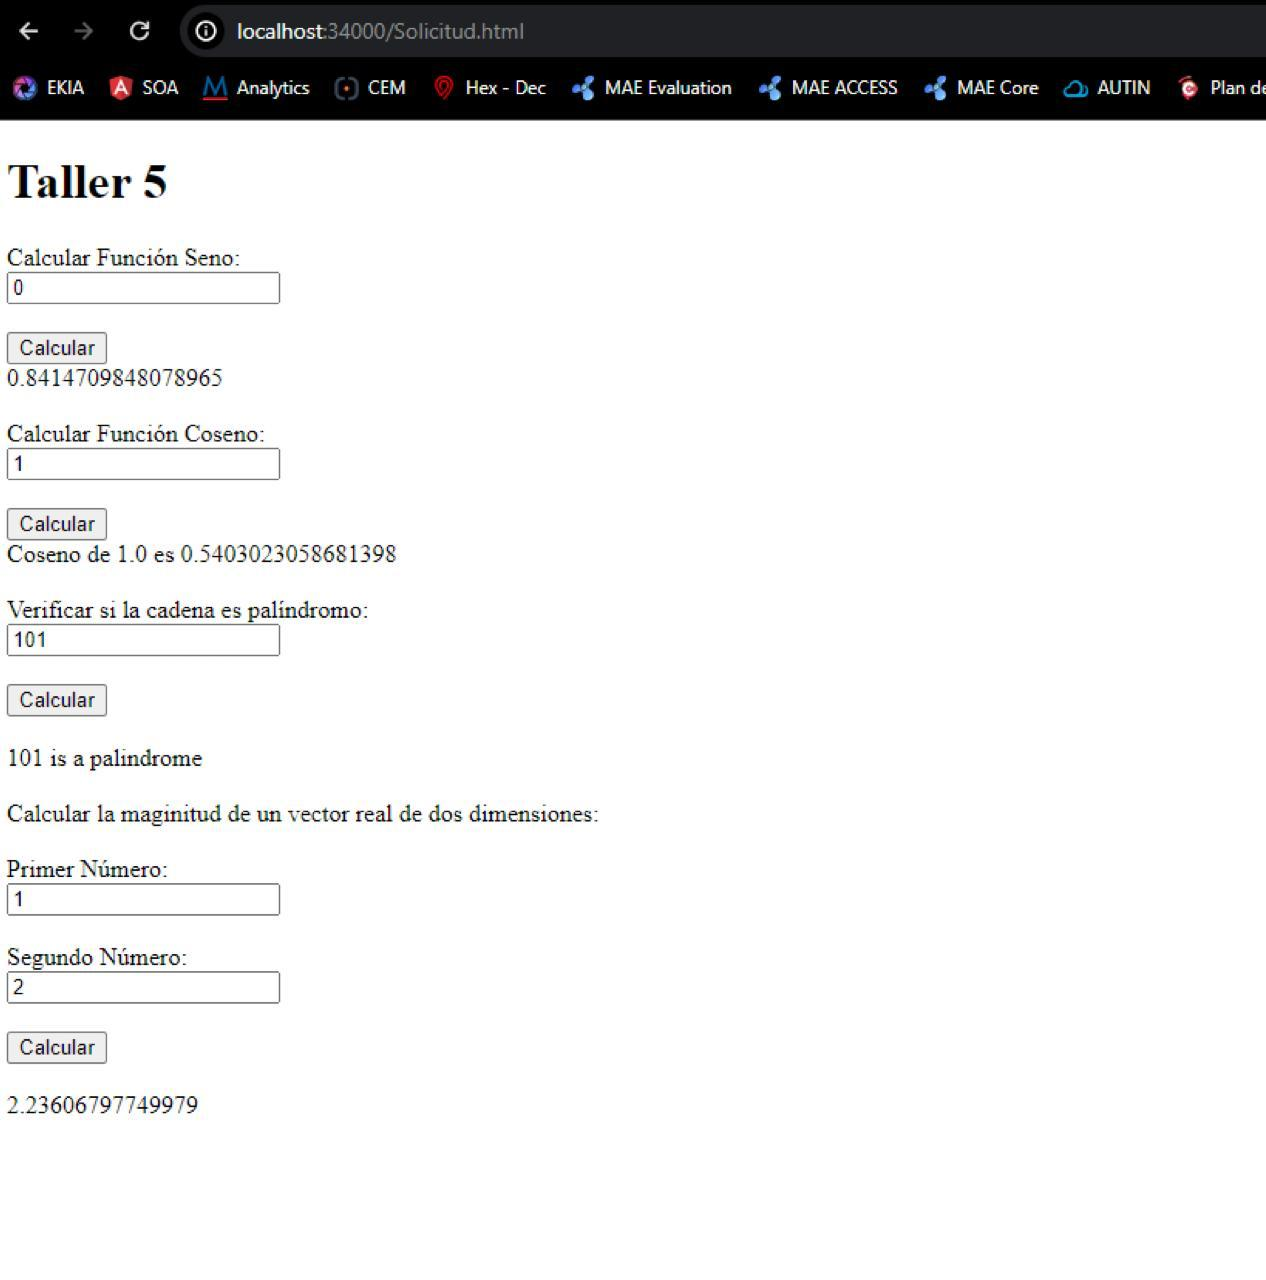 localhost:34000/Solicitud.html
EKIA SOA Analytics CEM Hex - Dec MAE Evaluation MAE ACCESS MAE Core AUTIN Plan de
Taller 5
Calcular Función Seno:
0
Calcular
0.8414709848078965
Calcular Función Coseno:
1
Calcular
Coseno de 1.0 es 0.5403023058681398
Verificar si la cadena es palíndromo:
101
Calcular
101 is a palindrome
Calcular la maginitud de un vector real de dos dimensiones:
Primer Número:
1
Segundo Número:
2
Calcular
2.23606797749979